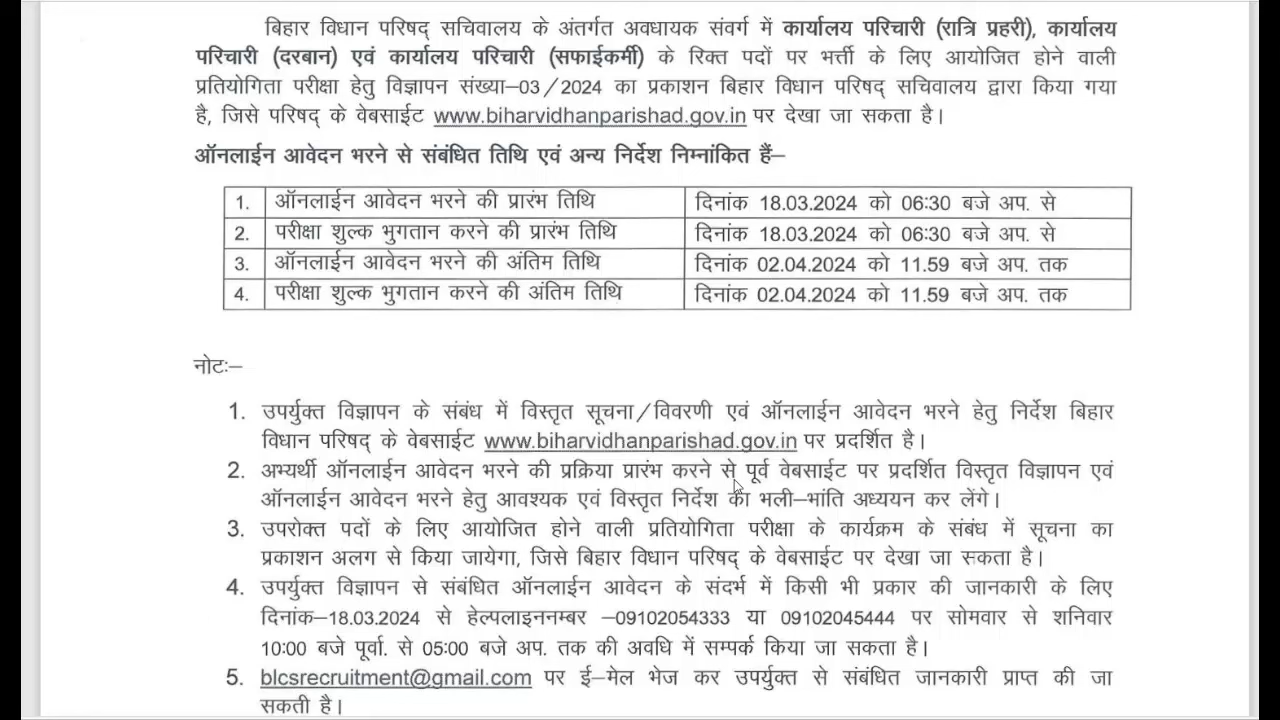 बिहार विधान परिषद् सचिवालय के अंतर्गत अवधायक संवर्ग में कार्यालय परिचारी (रात्रि प्रहरी), कार्यालय
परिचारी (दरबान) एवं कार्यालय परिचारी (सफाईकर्मी) के रिक्त पदों पर भर्त्ती के लिए आयोजित होने वाली
प्रतियोगिता परीक्षा हेतु विज्ञापन संख्या–03/2024 का प्रकाशन बिहार विधान परिषद् सचिवालय द्वारा किया गया
है, जिसे परिषद् के वेबसाईट www.biharvidhanparishad.gov.in पर देखा जा सकता है।
ऑनलाईन आवेदन भरने से संबंधित तिथि एवं अन्य निर्देश निम्नांकित हैं–
1. ऑनलाईन आवेदन भरने की प्रारंभ तिथि दिनांक 18.03.2024 को 06:30 बजे अप. से
2. परीक्षा शुल्क भुगतान करने की प्रारंभ तिथि दिनांक 18.03.2024 को 06:30 बजे अप. से
3. ऑनलाईन आवेदन भरने की अंतिम तिथि दिनांक 02.04.2024 को 11.59 बजे अप. तक
4. परीक्षा शुल्क भुगतान करने की अंतिम तिथि दिनांक 02.04.2024 को 11.59 बजे अप. तक
नोटः–
1. उपर्युक्त विज्ञापन के संबंध में विस्तृत सूचना/विवरणी एवं ऑनलाईन आवेदन भरने हेतु निर्देश बिहार
विधान परिषद् के वेबसाईट www.biharvidhanparishad.gov.in पर प्रदर्शित है।
2. अभ्यर्थी ऑनलाईन आवेदन भरने की प्रक्रिया प्रारंभ करने से पूर्व वेबसाईट पर प्रदर्शित विस्तृत विज्ञापन एवं
ऑनलाईन आवेदन भरने हेतु आवश्यक एवं विस्तृत निर्देश का भली–भांति अध्ययन कर लेंगे।
3. उपरोक्त पदों के लिए आयोजित होने वाली प्रतियोगिता परीक्षा के कार्यक्रम के संबंध में सूचना का
प्रकाशन अलग से किया जायेगा, जिसे बिहार विधान परिषद् के वेबसाईट पर देखा जा सकता है।
4. उपर्युक्त विज्ञापन से संबंधित ऑनलाईन आवेदन के संदर्भ में किसी भी प्रकार की जानकारी के लिए
दिनांक–18.03.2024 से हेल्पलाइननम्बर –09102054333 या 09102045444 पर सोमवार से शनिवार
10:00 बजे पूर्वा. से 05:00 बजे अप. तक की अवधि में सम्पर्क किया जा सकता है।
5. blcsrecruitment@gmail.com पर ई–मेल भेज कर उपर्युक्त से संबंधित जानकारी प्राप्त की जा
सकती है।